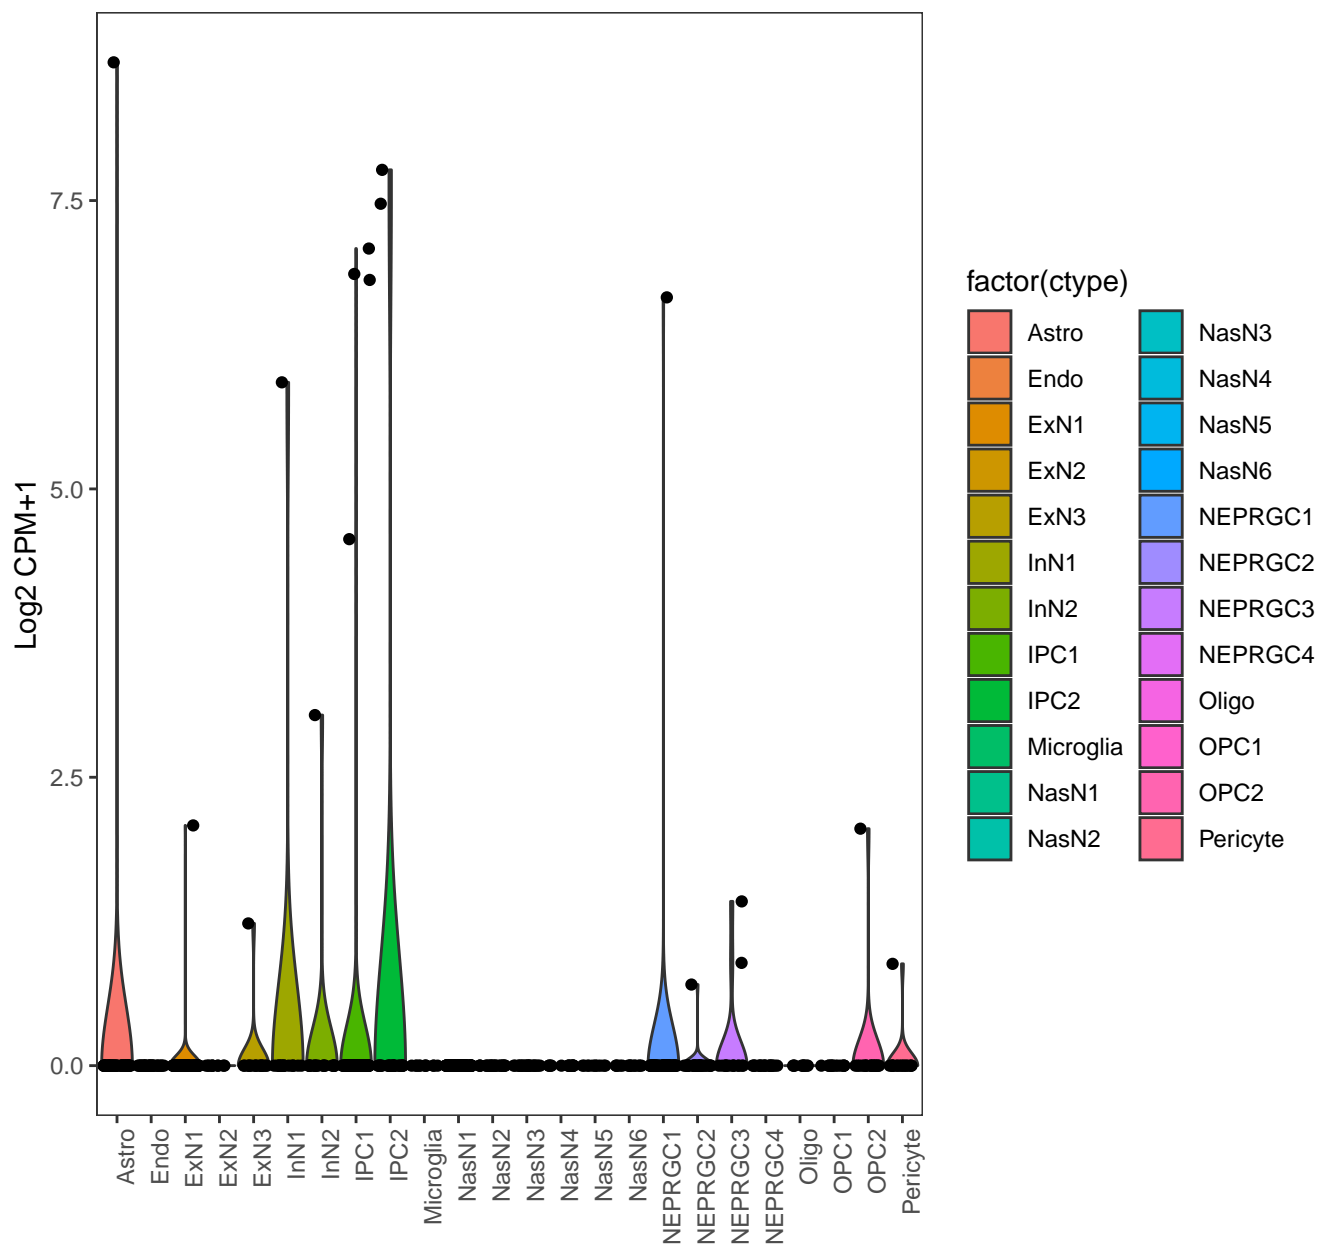 7.5
5.0
2.5
0.0
Log2 CPM+1
Astro
Endo
ExN1
ExN2
ExN3
InN1
InN2
IPC1
IPC2
Microglia
NasN1
NasN2
NasN3
NasN4
NasN5
NasN6
NEPRGC1
NEPRGC2
NEPRGC3
NEPRGC4
Oligo
OPC1
OPC2
Pericyte
factor(ctype)
Astro
Endo
ExN1
ExN2
ExN3
InN1
InN2
IPC1
IPC2
Microglia
NasN1
NasN2
NasN3
NasN4
NasN5
NasN6
NEPRGC1
NEPRGC2
NEPRGC3
NEPRGC4
Oligo
OPC1
OPC2
Pericyte